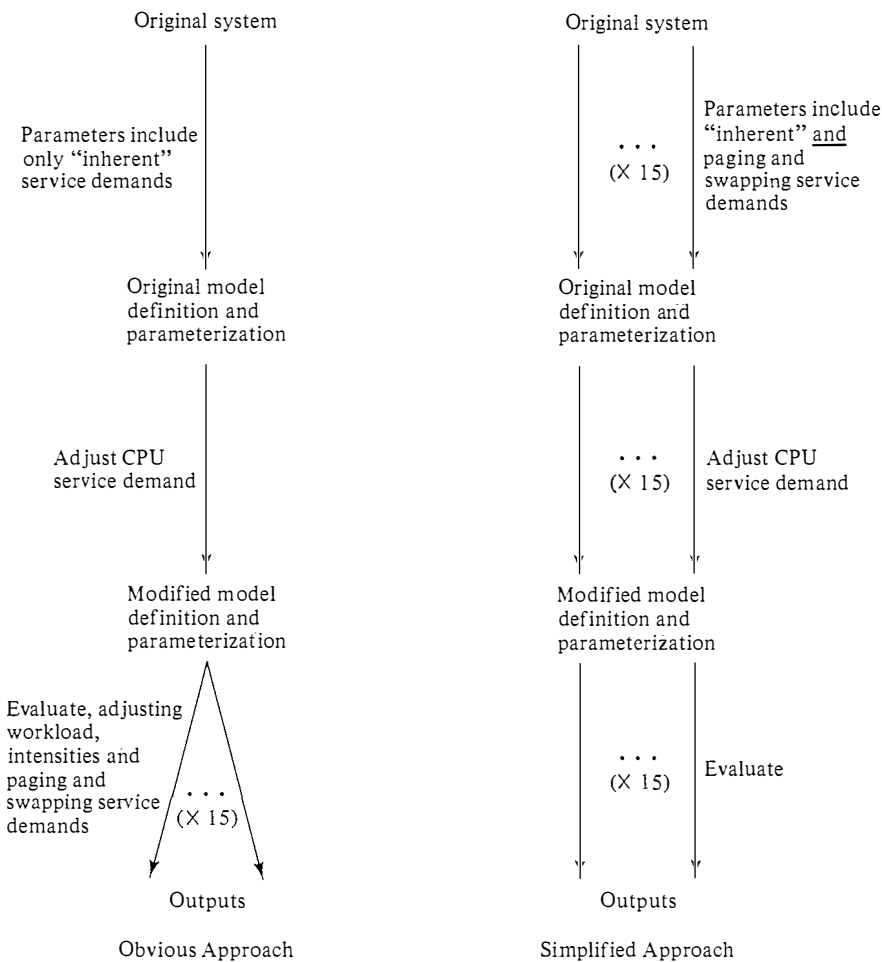 Original system
Parameters include
only “inherent”
service demands
Original model
definition and
parameterization
Adjust CPU
service demand
Modified model
definition and
parameterization
Evaluate, adjusting
workload,
intensities and
paging and
swapping service
demands
. . .
(X 15)
Outputs
Obvious Approach
Original system
. . .
(X 15)
Parameters include
“inherent” and
paging and
swapping service
demands
Original model
definition and
parameterization
. . .
(X 15)
Adjust CPU
service demand
Modified model
definition and
parameterization
. . .
(X 15)
Evaluate
Outputs
Simplified Approach